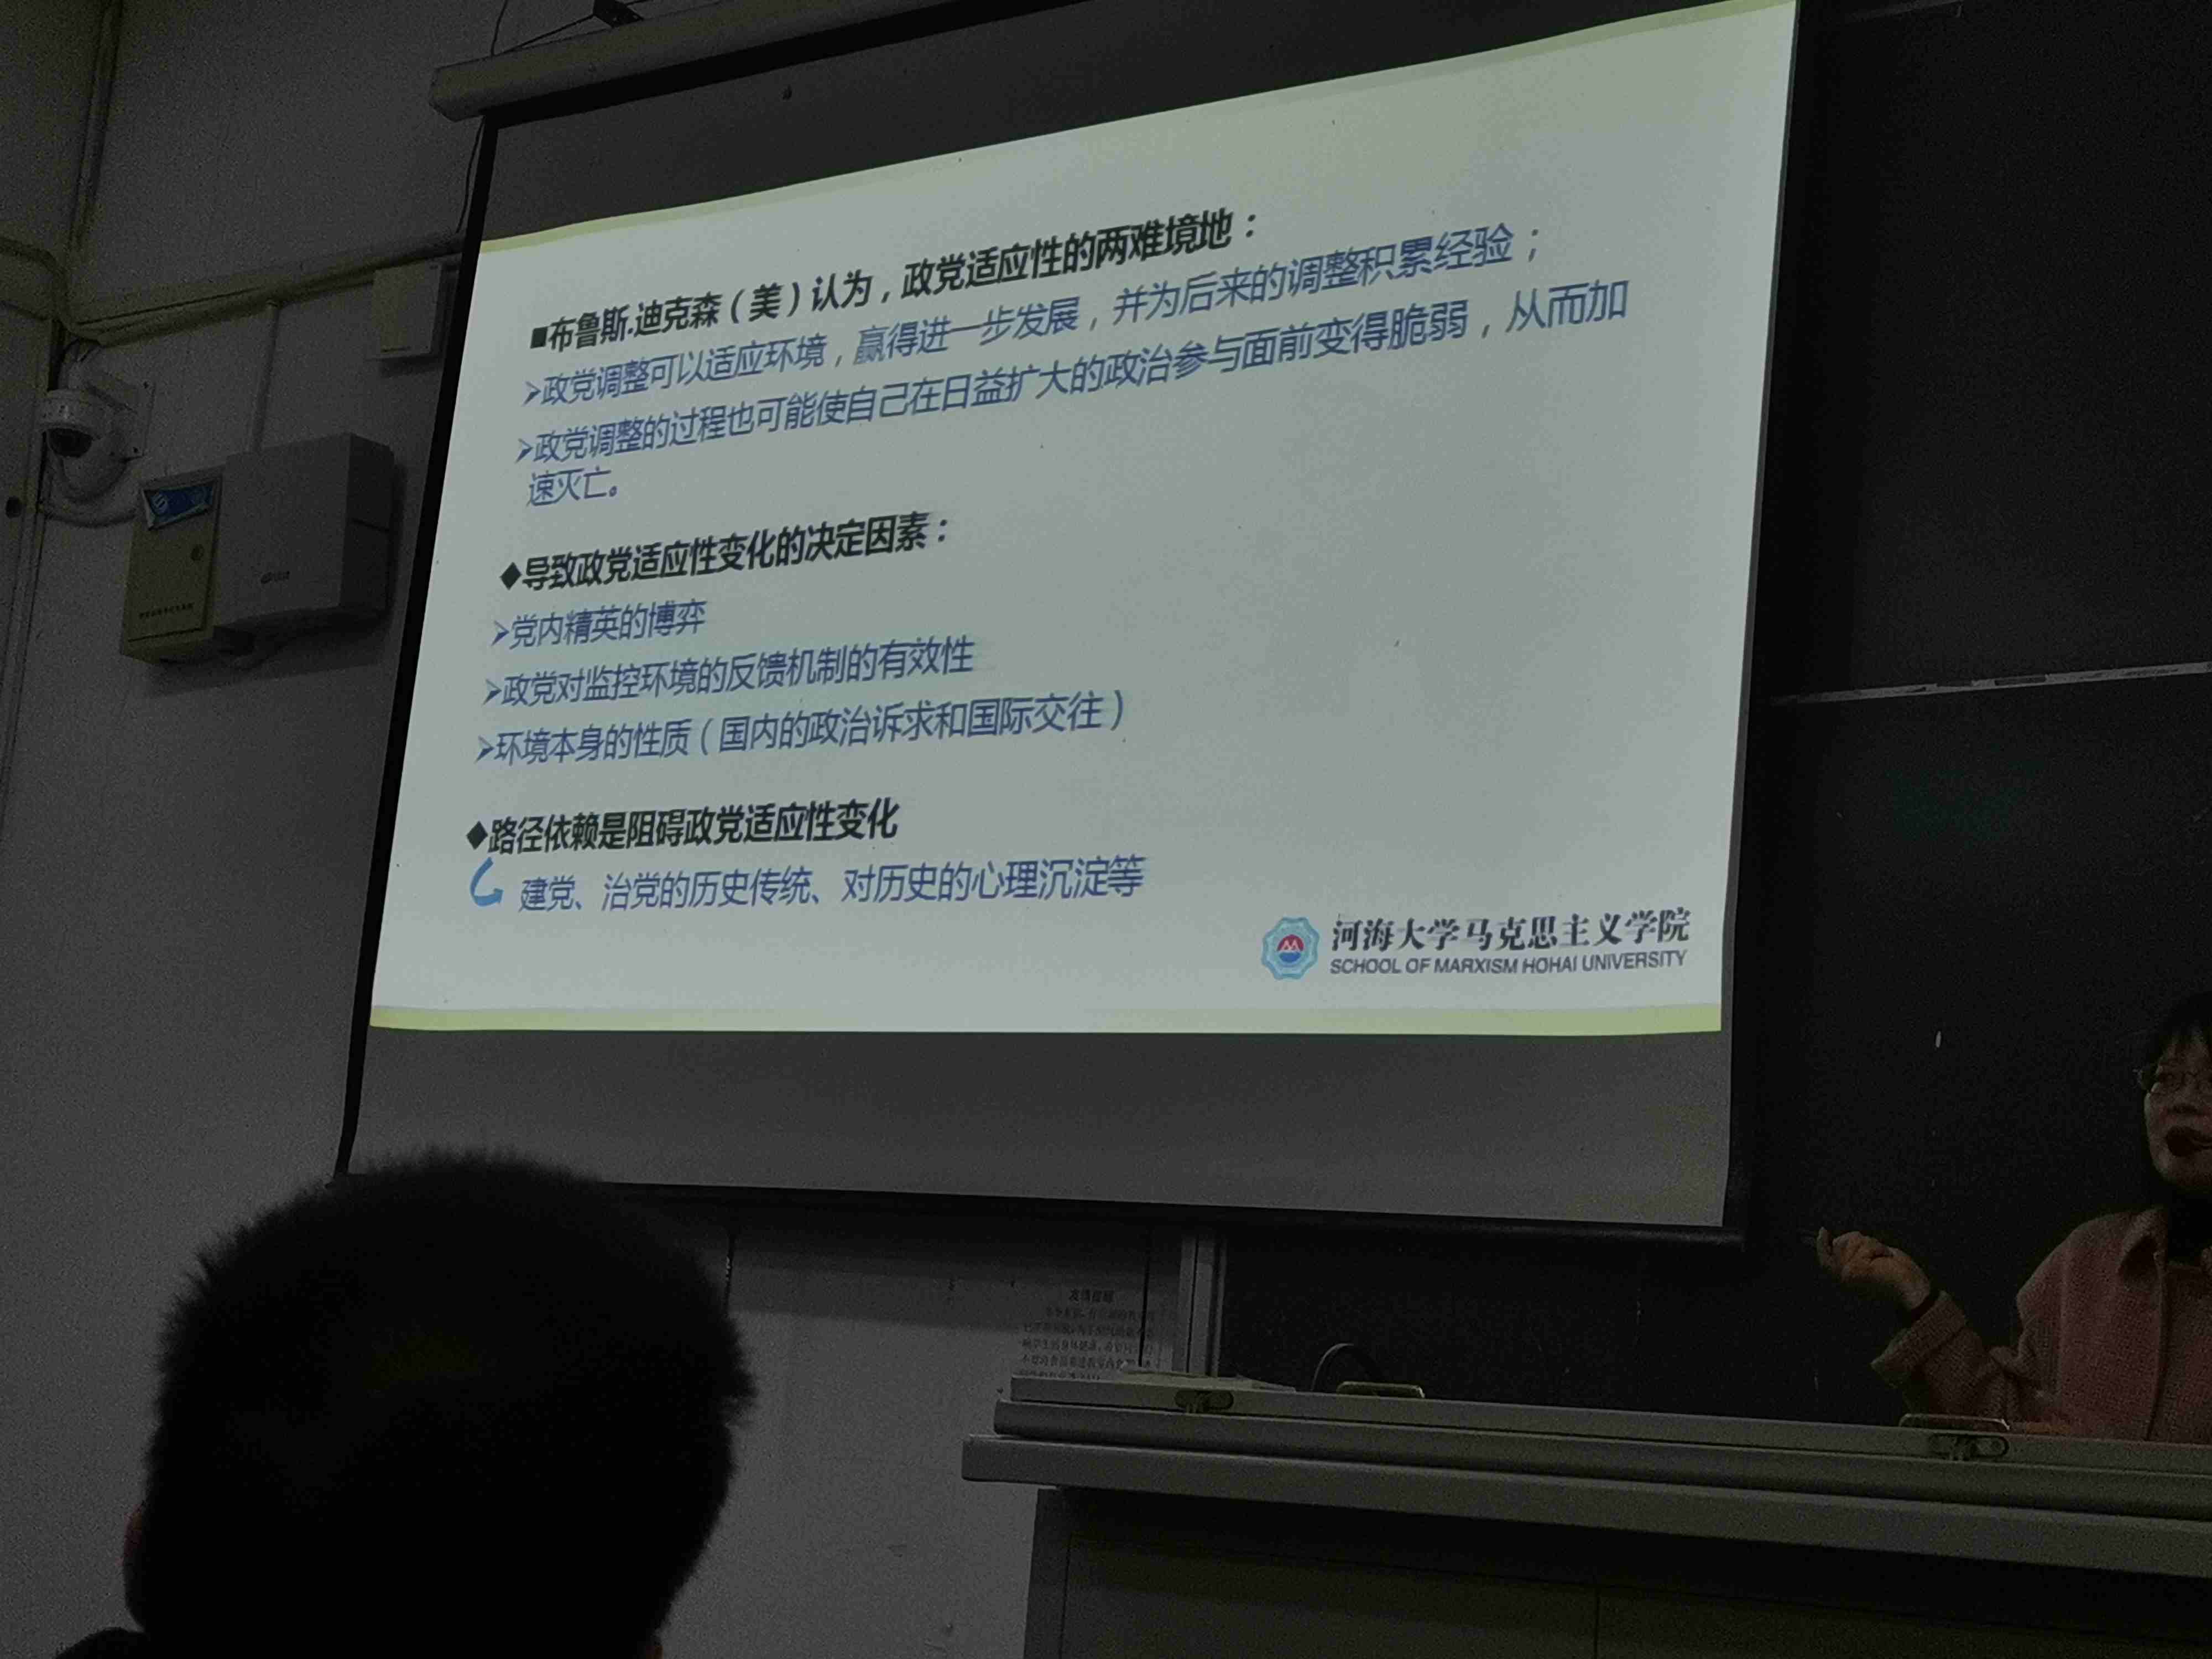 ■布鲁斯.迪克森（美）认为，政党适应性的两难境地：
➢政党调整可以适应环境，赢得进一步发展，并为后来的调整积累经验；
➢政党调整的过程也可能使自己在日益扩大的政治参与面前变得脆弱，从而加
速灭亡。
◆导致政党适应性变化的决定因素：
➢党内精英的博弈
➢政党对监控环境的反馈机制的有效性
➢环境本身的性质（国内的政治诉求和国际交往）
◆路径依赖是阻碍政党适应性变化
建党、治党的历史传统、对历史的心理沉淀等
河海大学马克思主义学院
SCHOOL OF MARXISM HOHAI UNIVERSITY